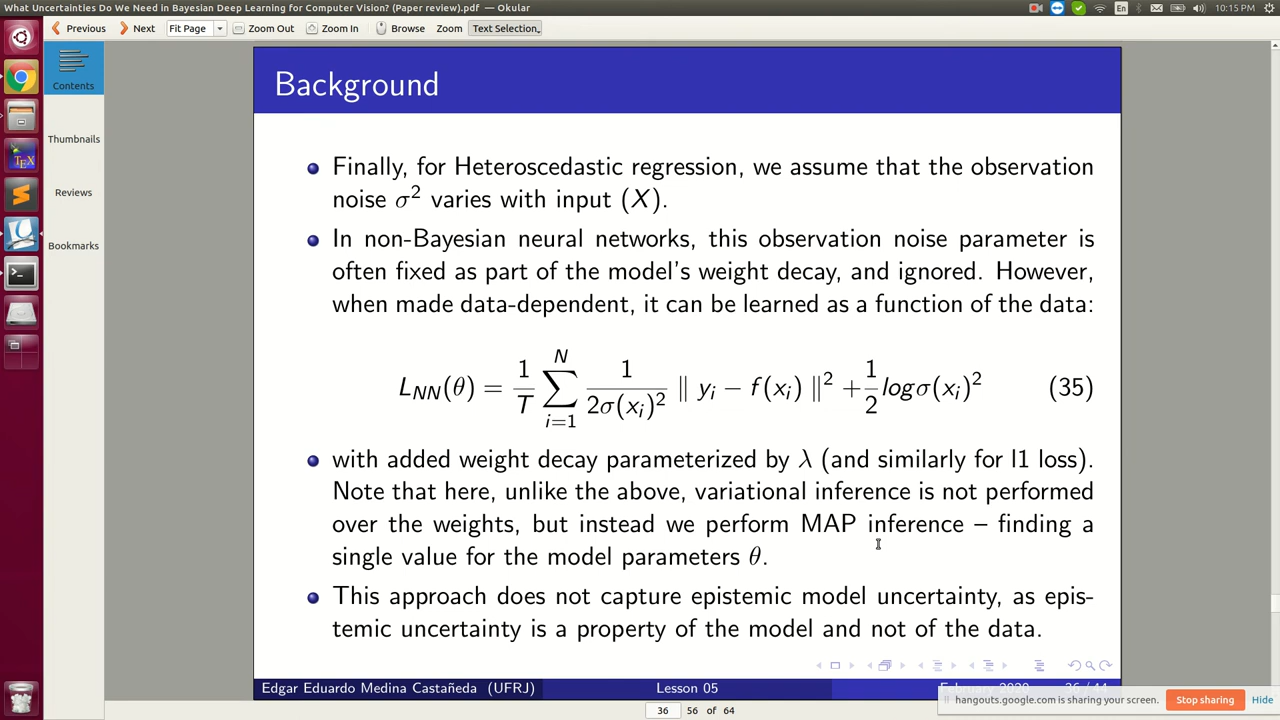 What Uncertainties Do We Need in Bayesian Deep Learning for Computer Vision? (Paper review).pdf – Okular
En
10:15 PM
Previous
Next
Fit Page
Zoom Out
Zoom In
Browse
Zoom
Text Selection
Contents
Thumbnails
Reviews
Bookmarks
Background
Finally, for Heteroscedastic regression, we assume that the observation
noise σ² varies with input (X).
In non-Bayesian neural networks, this observation noise parameter is
often fixed as part of the model's weight decay, and ignored. However,
when made data-dependent, it can be learned as a function of the data:
L_NN(θ) = 1/T ∑_{i=1}^{N} 1/2σ(x_i)² ∥ y_i − f(x_i) ∥² + 1/2 logσ(x_i)² (35)
with added weight decay parameterized by λ (and similarly for l1 loss).
Note that here, unlike the above, variational inference is not performed
over the weights, but instead we perform MAP inference – finding a
single value for the model parameters θ.
This approach does not capture epistemic model uncertainty, as epis-
temic uncertainty is a property of the model and not of the data.
Edgar Eduardo Medina Castañeda (UFRJ)
Lesson 05
February 2020
36 / 44
hangouts.google.com is sharing your screen.
Stop sharing
Hide
36
56 of 64